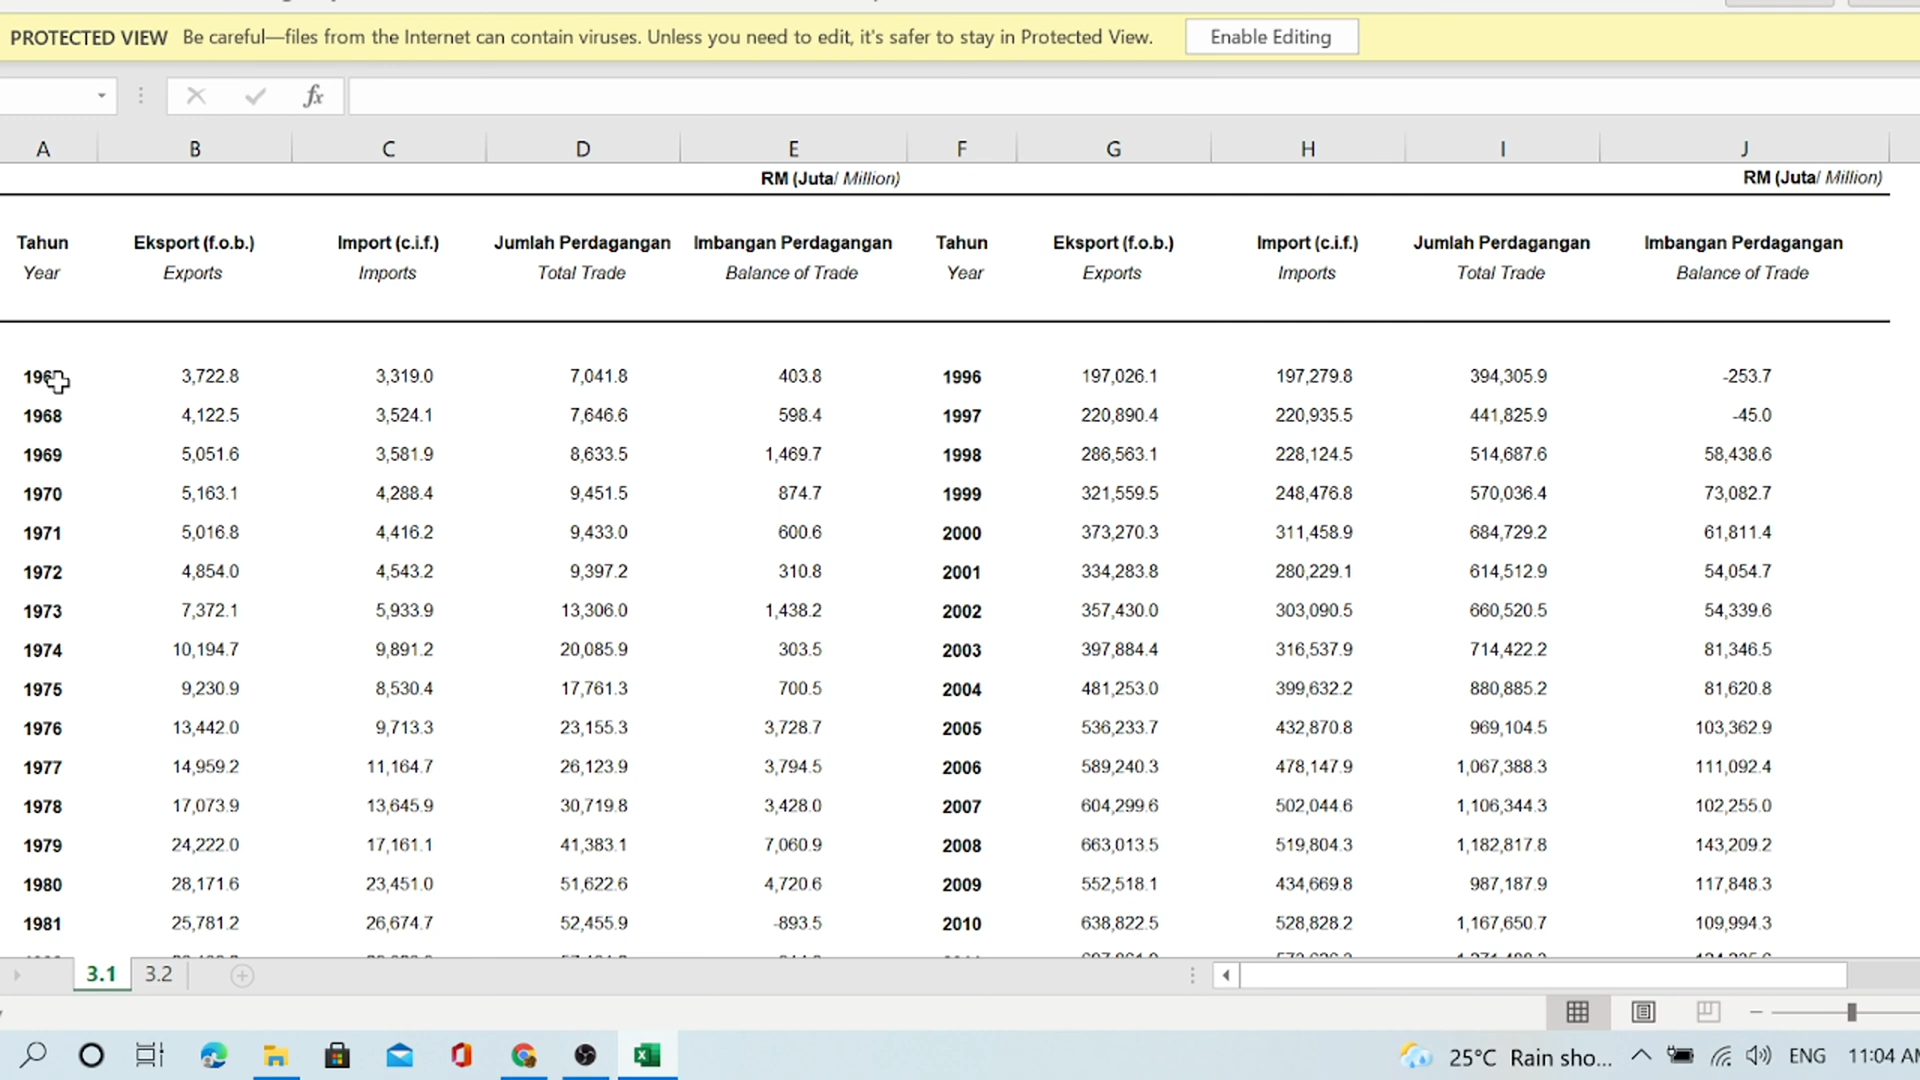 PROTECTED VIEW Be careful—files from the Internet can contain viruses. Unless you need to edit, it's safer to stay in Protected View. Enable Editing
fx
A B C D E F G H I J
RM (Juta/ Million) RM (Juta/ Million)
Tahun Eksport (f.o.b.) Import (c.i.f.) Jumlah Perdagangan Imbangan Perdagangan Tahun Eksport (f.o.b.) Import (c.i.f.) Jumlah Perdagangan Imbangan Perdagangan
Year Exports Imports Total Trade Balance of Trade Year Exports Imports Total Trade Balance of Trade
3,722.8 3,319.0 7,041.8 403.8 1996 197,026.1 197,279.8 394,305.9 -253.7
1968 4,122.5 3,524.1 7,646.6 598.4 1997 220,890.4 220,935.5 441,825.9 -45.0
1969 5,051.6 3,581.9 8,633.5 1,469.7 1998 286,563.1 228,124.5 514,687.6 58,438.6
1970 5,163.1 4,288.4 9,451.5 874.7 1999 321,559.5 248,476.8 570,036.4 73,082.7
1971 5,016.8 4,416.2 9,433.0 600.6 2000 373,270.3 311,458.9 684,729.2 61,811.4
1972 4,854.0 4,543.2 9,397.2 310.8 2001 334,283.8 280,229.1 614,512.9 54,054.7
1973 7,372.1 5,933.9 13,306.0 1,438.2 2002 357,430.0 303,090.5 660,520.5 54,339.6
1974 10,194.7 9,891.2 20,085.9 303.5 2003 397,884.4 316,537.9 714,422.2 81,346.5
1975 9,230.9 8,530.4 17,761.3 700.5 2004 481,253.0 399,632.2 880,885.2 81,620.8
1976 13,442.0 9,713.3 23,155.3 3,728.7 2005 536,233.7 432,870.8 969,104.5 103,362.9
1977 14,959.2 11,164.7 26,123.9 3,794.5 2006 589,240.3 478,147.9 1,067,388.3 111,092.4
1978 17,073.9 13,645.9 30,719.8 3,428.0 2007 604,299.6 502,044.6 1,106,344.3 102,255.0
1979 24,222.0 17,161.1 41,383.1 7,060.9 2008 663,013.5 519,804.3 1,182,817.8 143,209.2
1980 28,171.6 23,451.0 51,622.6 4,720.6 2009 552,518.1 434,669.8 987,187.9 117,848.3
1981 25,781.2 26,674.7 52,455.9 -893.5 2010 638,822.5 528,828.2 1,167,650.7 109,994.3
3.1 3.2
25°C Rain sho... ENG 11:04 AM